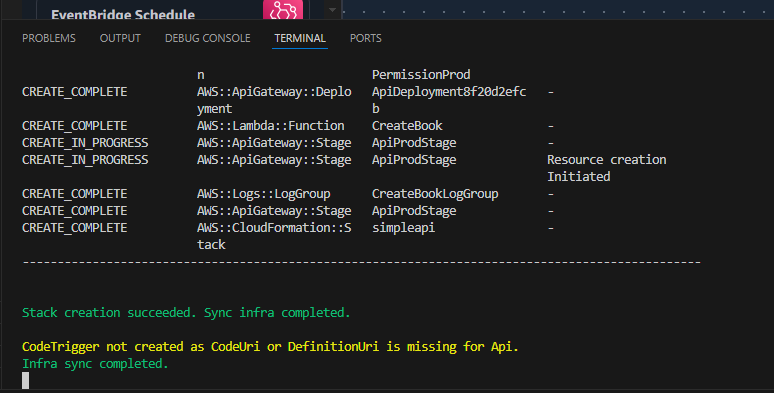 EventBridge Schedule
PROBLEMS OUTPUT DEBUG CONSOLE TERMINAL PORTS
n PermissionProd
CREATE_COMPLETE AWS::ApiGateway::Deplo ApiDeployment8f20d2efc -
yment b
CREATE_COMPLETE AWS::Lambda::Function CreateBook -
CREATE_IN_PROGRESS AWS::ApiGateway::Stage ApiProdStage -
CREATE_IN_PROGRESS AWS::ApiGateway::Stage ApiProdStage Resource creation
Initiated
CREATE_COMPLETE AWS::Logs::LogGroup CreateBookLogGroup -
CREATE_COMPLETE AWS::ApiGateway::Stage ApiProdStage -
CREATE_COMPLETE AWS::CloudFormation::S simpleapi -
tack
-------------------------------------------------------------------------------------------------
Stack creation succeeded. Sync infra completed.
CodeTrigger not created as CodeUri or DefinitionUri is missing for Api.
Infra sync completed.